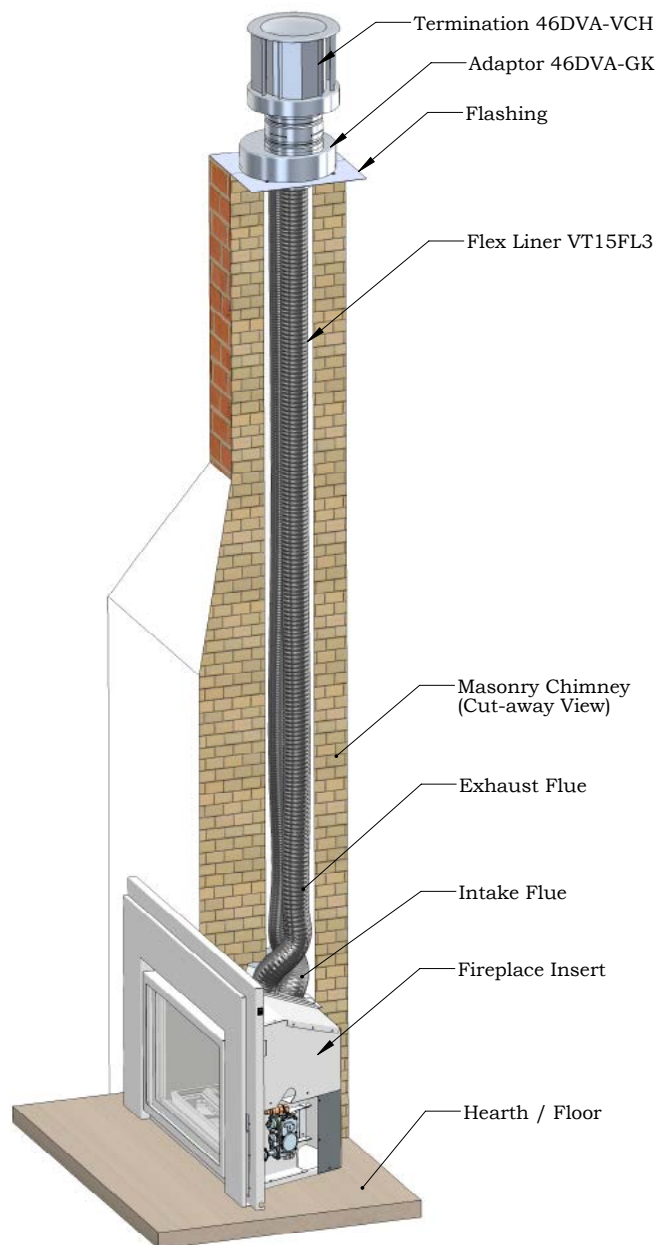 Termination 46DVA-VCH
Adaptor 46DVA-GK
Flashing
Flex Liner VT15FL3
Masonry Chimney
(Cut-away View)
Exhaust Flue
Intake Flue
Fireplace Insert
Hearth / Floor